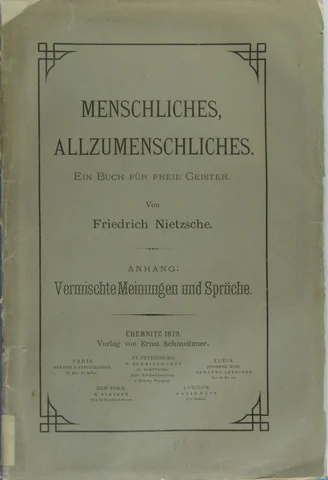 MENSCHLICHES,
ALLZUMENSCHLICHES.
EIN BUCH FÜR FREIE GEISTER.
Von
Friedrich Nietzsche.
ANHANG:
Vermischte Meinungen und Sprüche.
CHEMNITZ 1879.
Verlag von Ernst Schmeitzner.
PARIS
ST. PETERSBURG
TURIN
NEW-YORK
LONDON